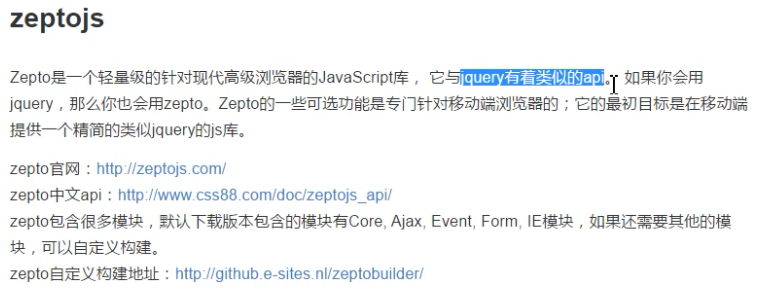 zeptojs
Zepto是一个轻量级的针对现代高级浏览器的JavaScript库， 它与jquery有着类似的api。 如果你会用
jquery，那么你也会用zepto。Zepto的一些可选功能是专门针对移动端浏览器的；它的最初目标是在移动端
提供一个精简的类似jquery的js库。
zepto官网：http://zeptojs.com/
zepto中文api：http://www.css88.com/doc/zeptojs_api/
zepto包含很多模块，默认下载版本包含的模块有Core, Ajax, Event, Form, IE模块，如果还需要其他的模
块，可以自定义构建。
zepto自定义构建地址：http://github.e-sites.nl/zeptobuilder/